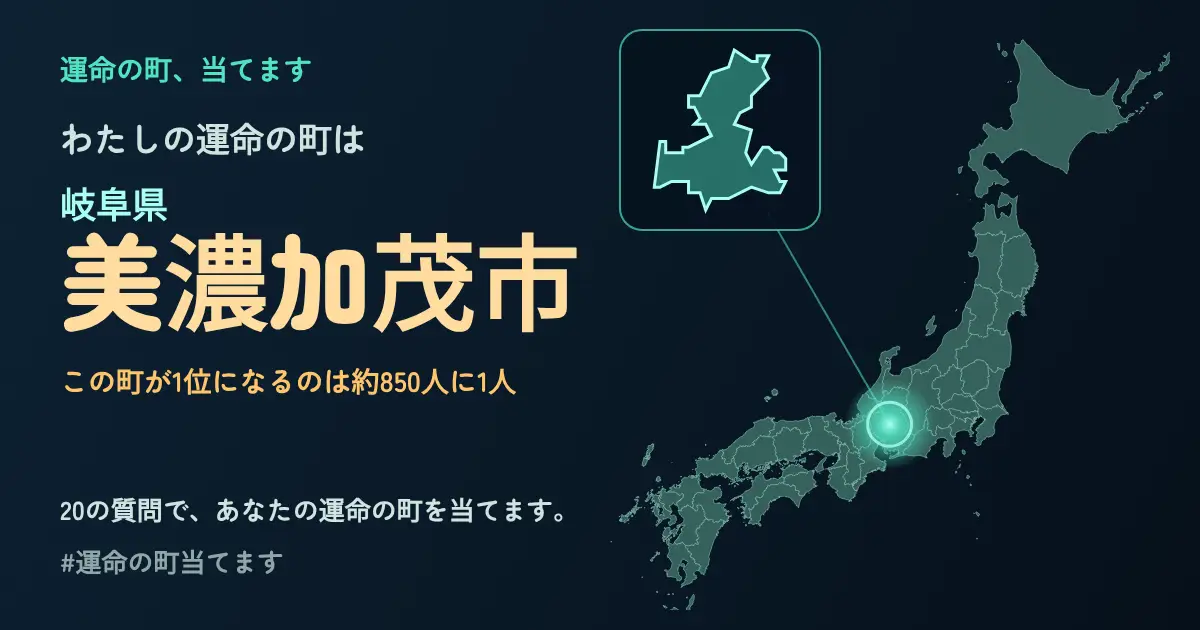 運命の町、当てます
わたしの運命の町は
岐阜県
美濃加茂市
この町が1位になるのは約850人に1人
20の質問で、あなたの運命の町を当てます。
#運命の町当てます